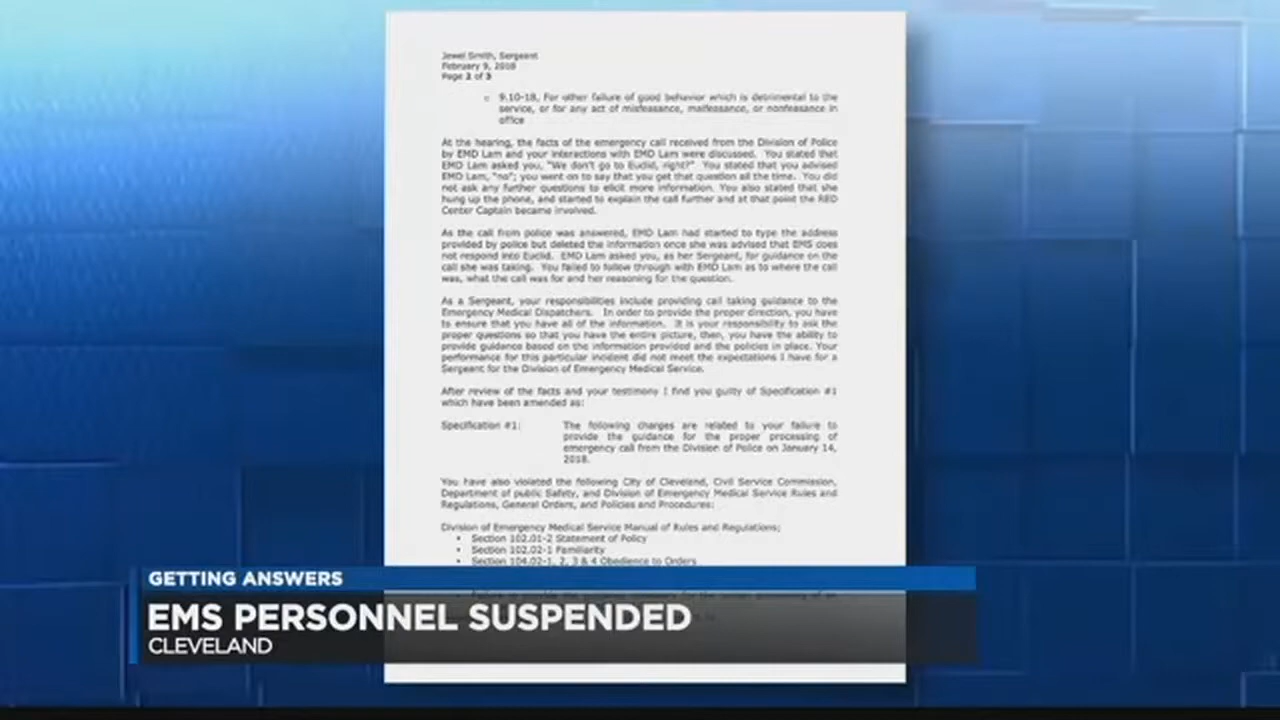 Jewel Smith, Sergeant
February 9, 2018
Page 2 of 3
9.10-18, For other failure of good behavior which is detrimental to the
service, or for any act of misfeasance, malfeasance, or nonfeasance in
office
At the hearing, the facts of the emergency call received from the Division of Police
by EMD Lam and your interactions with EMD Lam were discussed. You stated that
EMD Lam asked you, "We don't go to Euclid, right?" You stated that you advised
EMD Lam, "no"; you went on to say that you get that question all the time. You did
not ask any further questions to elicit more information. You also stated that she
hung up the phone, and started to explain the call further and at that point the RED
Center Captain became involved.
As the call from police was answered, EMD Lam had started to type the address
provided by police but deleted the information once she was advised that EMS does
not respond into Euclid. EMD Lam asked you, as her Sergeant, for guidance on the
call she was taking. You failed to follow through with EMD Lam as to where the call
was, what the call was for and her reasoning for the question.
As a Sergeant, your responsibilities include providing call taking guidance to the
Emergency Medical Dispatchers. In order to provide the proper direction, you have
to ensure that you have all of the information. It is your responsibility to ask the
proper questions so that you have the entire picture, then, you have the ability to
provide guidance based on the information provided and the policies in place. Your
performance for this particular incident did not meet the expectations I have for a
Sergeant for the Division of Emergency Medical Service.
After review of the facts and your testimony I find you guilty of Specification #1
which have been amended as:
Specification #1: The following charges are related to your failure to
provide the guidance for the proper processing of
emergency call from the Division of Police on January 14,
2018.
You have also violated the following City of Cleveland, Civil Service Commission,
Department of public Safety, and Division of Emergency Medical Service Rules and
Regulations, General Orders, and Policies and Procedures:
Division of Emergency Medical Service Manual of Rules and Regulations;
• Section 102.01-2 Statement of Policy
• Section 102.02-1 Familiarity
• Section 104.02-1, 2, 3 & 4 Obedience to Orders
GETTING ANSWERS
EMS PERSONNEL SUSPENDED
CLEVELAND